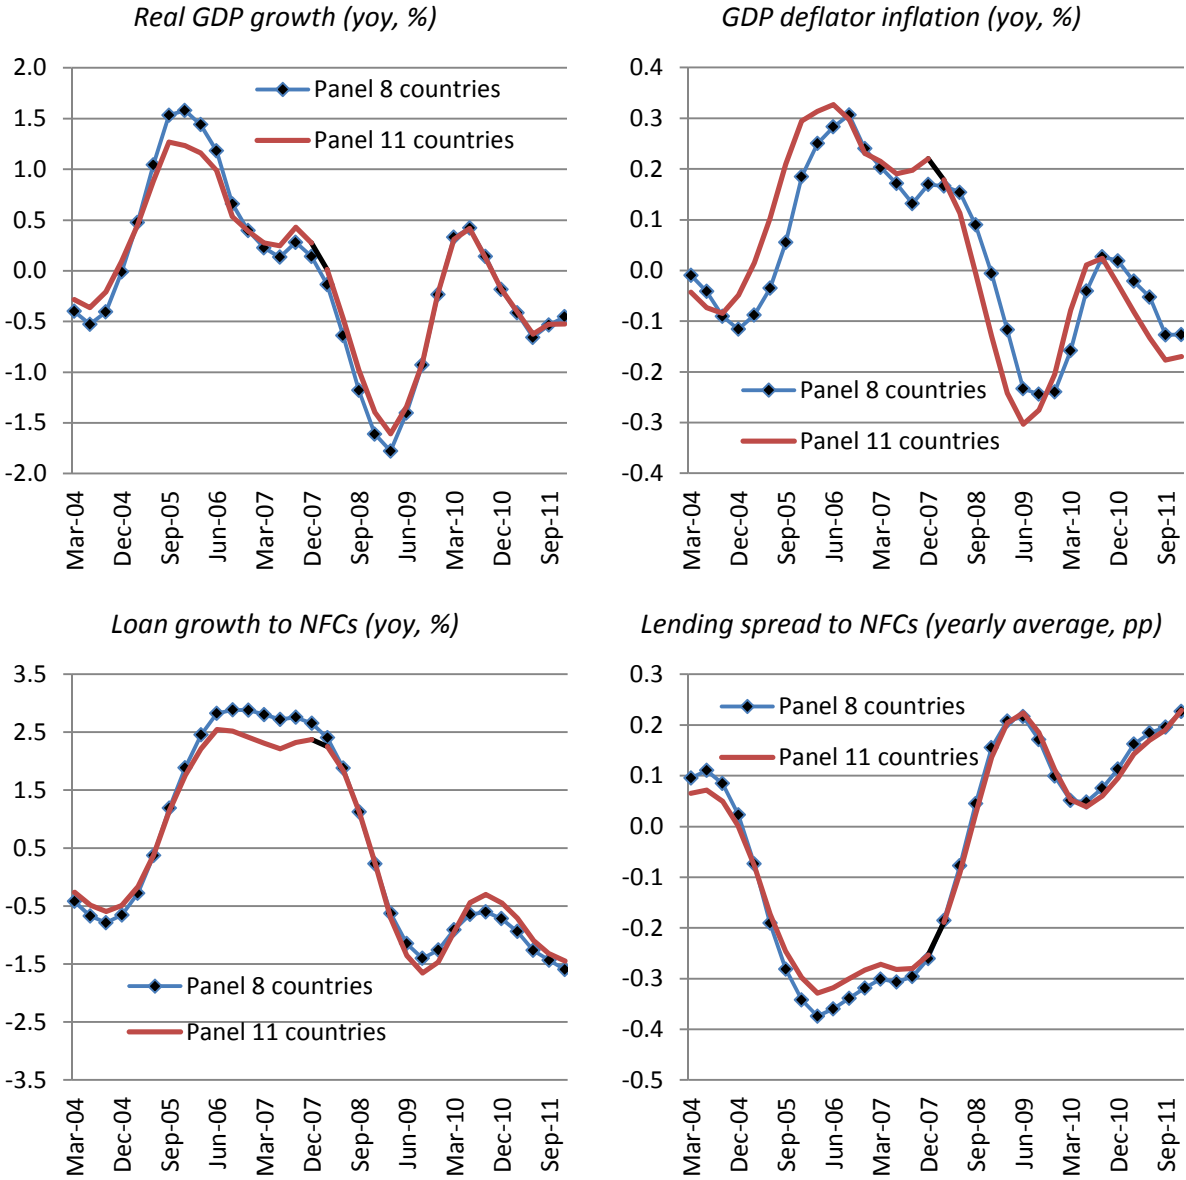 Real GDP growth (yoy, %)
2.0
1.5
1.0
0.5
0.0
-0.5
-1.0
-1.5
-2.0
Panel 8 countries
Panel 11 countries
Mar-04
Dec-04
Sep-05
Jun-06
Mar-07
Dec-07
Sep-08
Jun-09
Mar-10
Dec-10
Sep-11
GDP deflator inflation (yoy, %)
0.4
0.3
0.2
0.1
0.0
-0.1
-0.2
-0.3
-0.4
Panel 8 countries
Panel 11 countries
Mar-04
Dec-04
Sep-05
Jun-06
Mar-07
Dec-07
Sep-08
Jun-09
Mar-10
Dec-10
Sep-11
Loan growth to NFCs (yoy, %)
3.5
2.5
1.5
0.5
-0.5
-1.5
-2.5
-3.5
Panel 8 countries
Panel 11 countries
Mar-04
Dec-04
Sep-05
Jun-06
Mar-07
Dec-07
Sep-08
Jun-09
Mar-10
Dec-10
Sep-11
Lending spread to NFCs (yearly average, pp)
0.3
0.2
0.1
0.0
-0.1
-0.2
-0.3
-0.4
-0.5
Panel 8 countries
Panel 11 countries
Mar-04
Dec-04
Sep-05
Jun-06
Mar-07
Dec-07
Sep-08
Jun-09
Mar-10
Dec-10
Sep-11